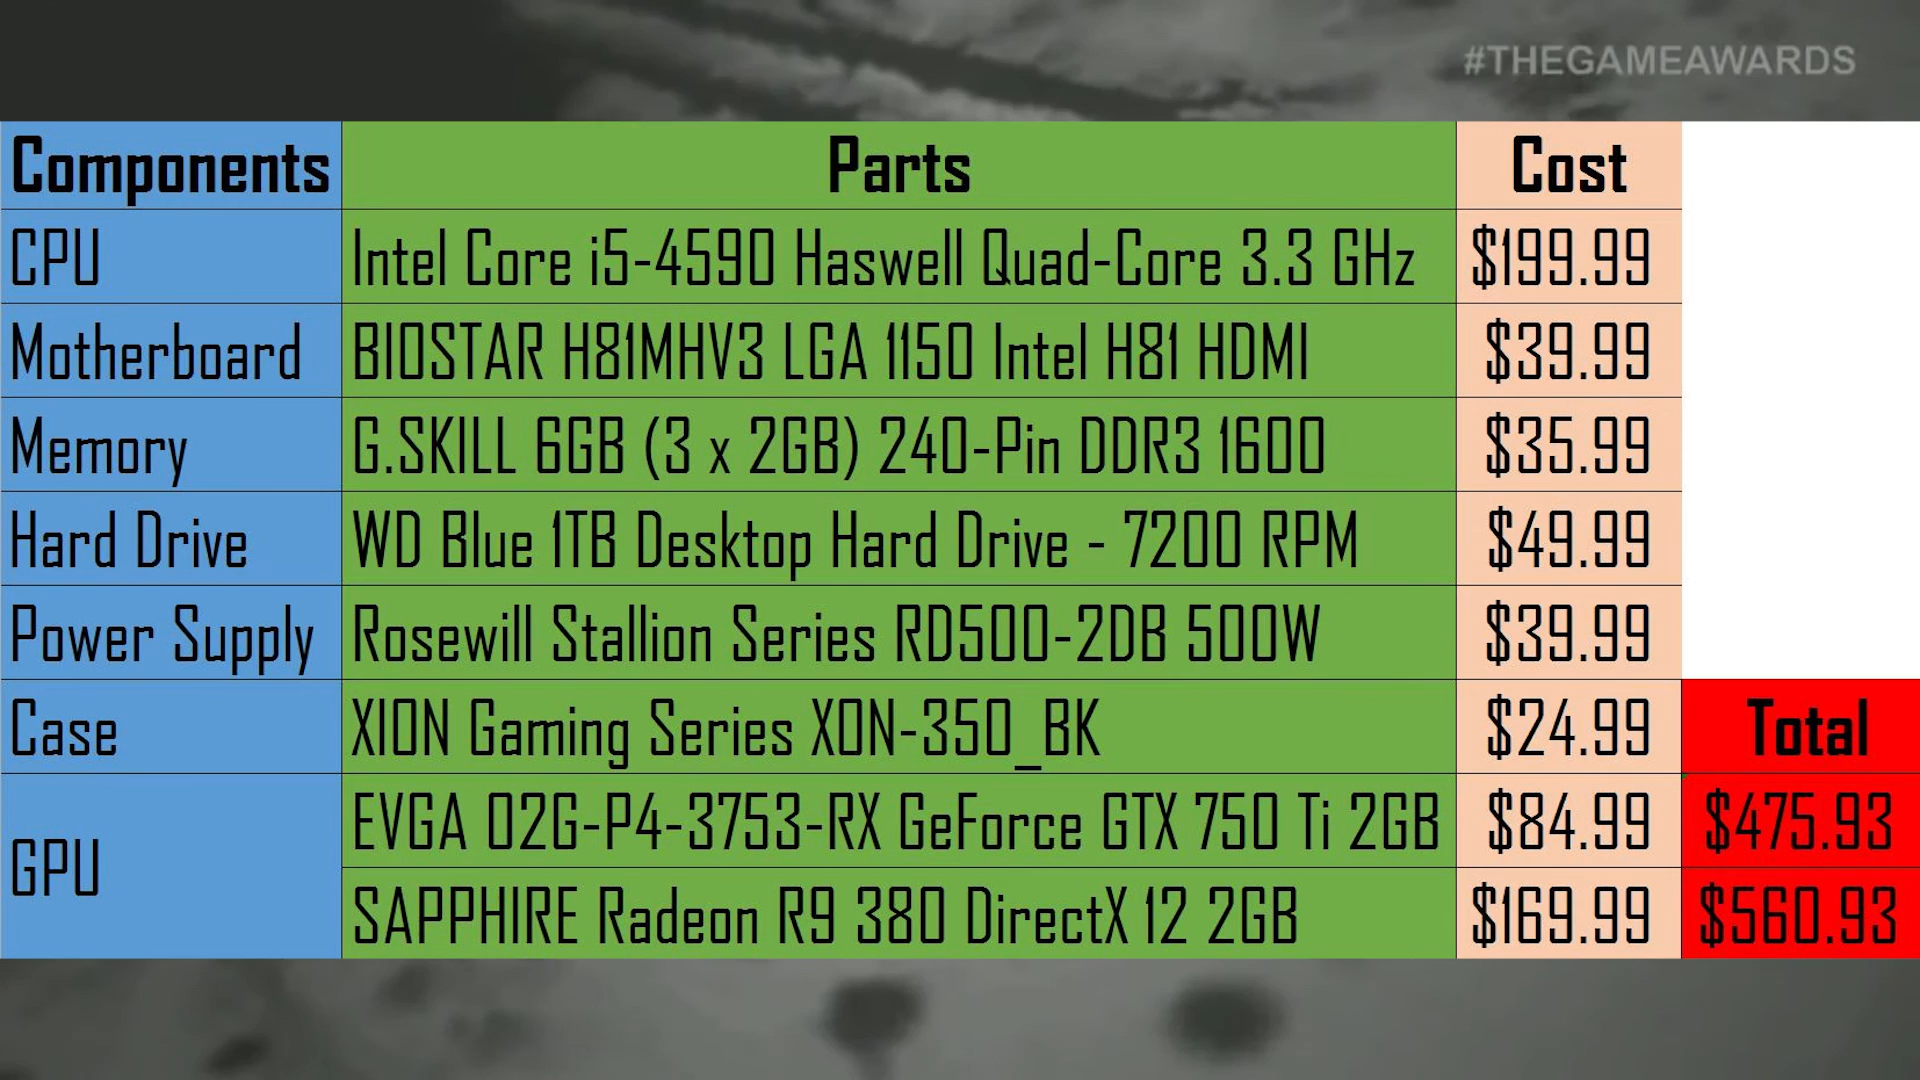 #THEGAMEAWARDS
Components Parts Cost
CPU Intel Core i5-4590 Haswell Quad-Core 3.3 GHz $199.99
Motherboard BIOSTAR H81MHV3 LGA 1150 Intel H81 HDMI $39.99
Memory G.SKILL 6GB (3 x 2GB) 240-Pin DDR3 1600 $35.99
Hard Drive WD Blue 1TB Desktop Hard Drive - 7200 RPM $49.99
Power Supply Rosewill Stallion Series RD500-2DB 500W $39.99
Case XION Gaming Series XON-350_BK $24.99 Total
GPU EVGA 02G-P4-3753-RX GeForce GTX 750 Ti 2GB $84.99 $475.93
SAPPHIRE Radeon R9 380 DirectX 12 2GB $169.99 $560.93